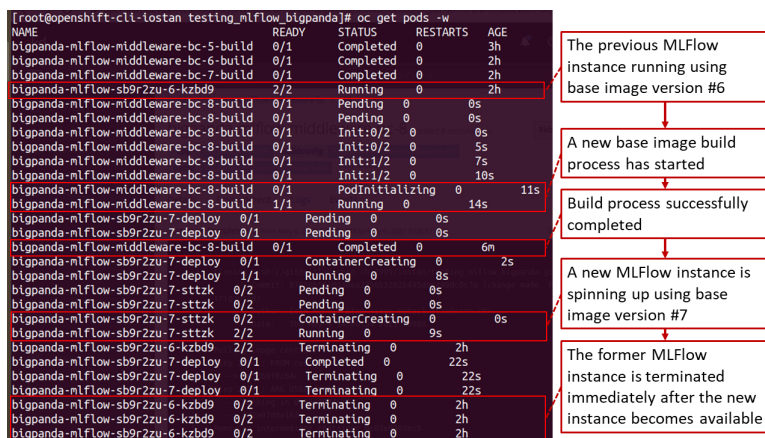 [root@openshift-cli-iostan testing_mlflow_bigpanda]# oc get pods -w
NAME READY STATUS RESTARTS AGE
bigpanda-mlflow-middleware-bc-5-build 0/1 Completed 0 3h
bigpanda-mlflow-middleware-bc-6-build 0/1 Completed 0 2h
bigpanda-mlflow-middleware-bc-7-build 0/1 Completed 0 2h
bigpanda-mlflow-sb9r2zu-6-kzbd9 2/2 Running 0 2h
bigpanda-mlflow-middleware-bc-8-build 0/1 Pending 0 0s
bigpanda-mlflow-middleware-bc-8-build 0/1 Pending 0 0s
bigpanda-mlflow-middleware-bc-8-build 0/1 Init:0/2 0 0s
bigpanda-mlflow-middleware-bc-8-build 0/1 Init:0/2 0 5s
bigpanda-mlflow-middleware-bc-8-build 0/1 Init:1/2 0 7s
bigpanda-mlflow-middleware-bc-8-build 0/1 Init:1/2 0 10s
bigpanda-mlflow-middleware-bc-8-build 0/1 PodInitializing 0 11s
bigpanda-mlflow-middleware-bc-8-build 1/1 Running 0 14s
bigpanda-mlflow-sb9r2zu-7-deploy 0/1 Pending 0 0s
bigpanda-mlflow-sb9r2zu-7-deploy 0/1 Pending 0 0s
bigpanda-mlflow-middleware-bc-8-build 0/1 Completed 0 6m
bigpanda-mlflow-sb9r2zu-7-deploy 0/1 ContainerCreating 0 2s
bigpanda-mlflow-sb9r2zu-7-deploy 1/1 Running 0 8s
bigpanda-mlflow-sb9r2zu-7-sttzk 0/2 Pending 0 0s
bigpanda-mlflow-sb9r2zu-7-sttzk 0/2 Pending 0 0s
bigpanda-mlflow-sb9r2zu-7-sttzk 0/2 ContainerCreating 0 0s
bigpanda-mlflow-sb9r2zu-7-sttzk 2/2 Running 0 9s
bigpanda-mlflow-sb9r2zu-6-kzbd9 2/2 Terminating 0 2h
bigpanda-mlflow-sb9r2zu-7-deploy 0/1 Completed 0 22s
bigpanda-mlflow-sb9r2zu-7-deploy 0/1 Terminating 0 22s
bigpanda-mlflow-sb9r2zu-7-deploy 0/1 Terminating 0 22s
bigpanda-mlflow-sb9r2zu-6-kzbd9 0/2 Terminating 0 2h
bigpanda-mlflow-sb9r2zu-6-kzbd9 0/2 Terminating 0 2h
bigpanda-mlflow-sb9r2zu-6-kzbd9 0/2 Terminating 0 2h
The previous MLFlow
instance running using
base image version #6
A new base image build
process has started
Build process successfully
completed
A new MLFlow instance is
spinning up using base
image version #7
The former MLFlow
instance is terminated
immediately after the new
instance becomes available